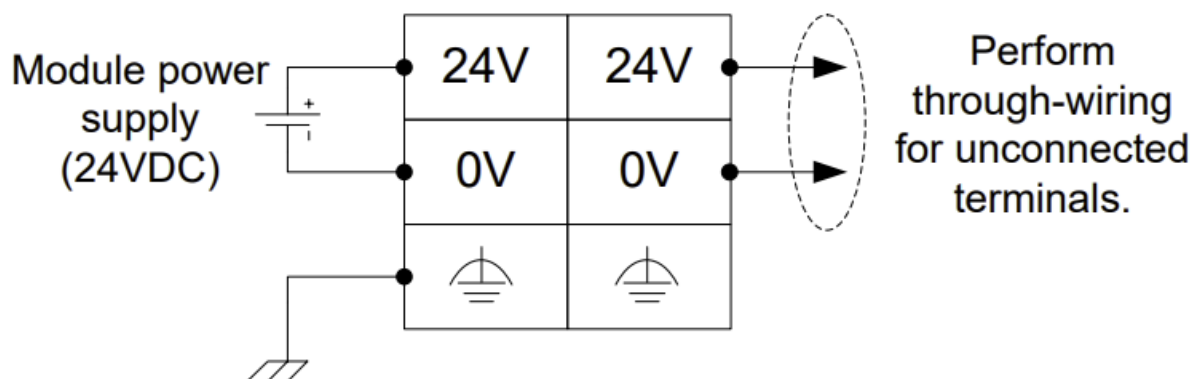 Module power
supply
(24VDC)
+
24V 24V
0V 0V
Perform
through-wiring
for unconnected
terminals.